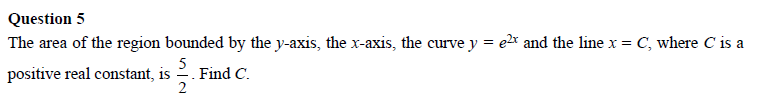 Question 5
The area of the region bounded by the y-axis, the x-axis, the curve y = e²ˣ and the line x = C, where C is a
positive real constant, is 5/2. Find C.